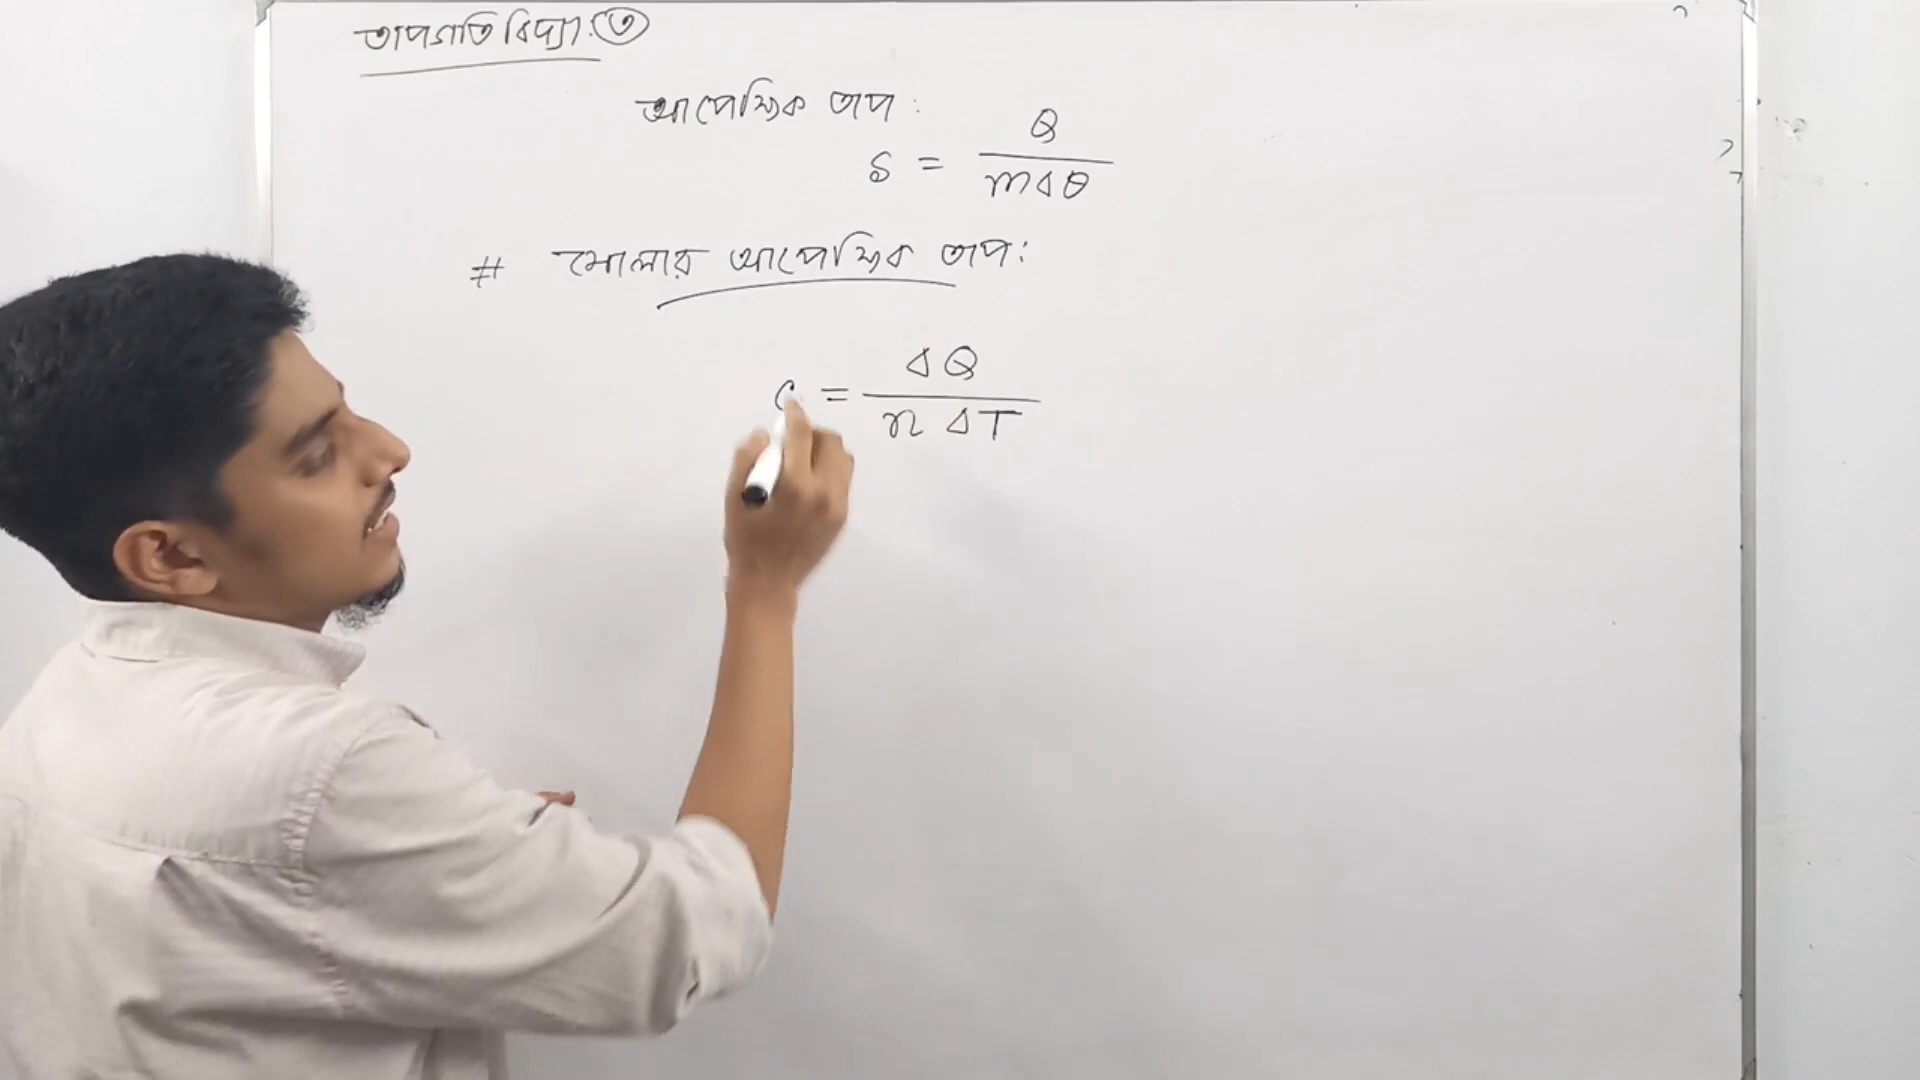 তাপগতিবিদ্যা: ৩
আপেক্ষিক তাপ:
S = Q / mΔθ
# মোলার আপেক্ষিক তাপ:
C = ΔQ / nΔT